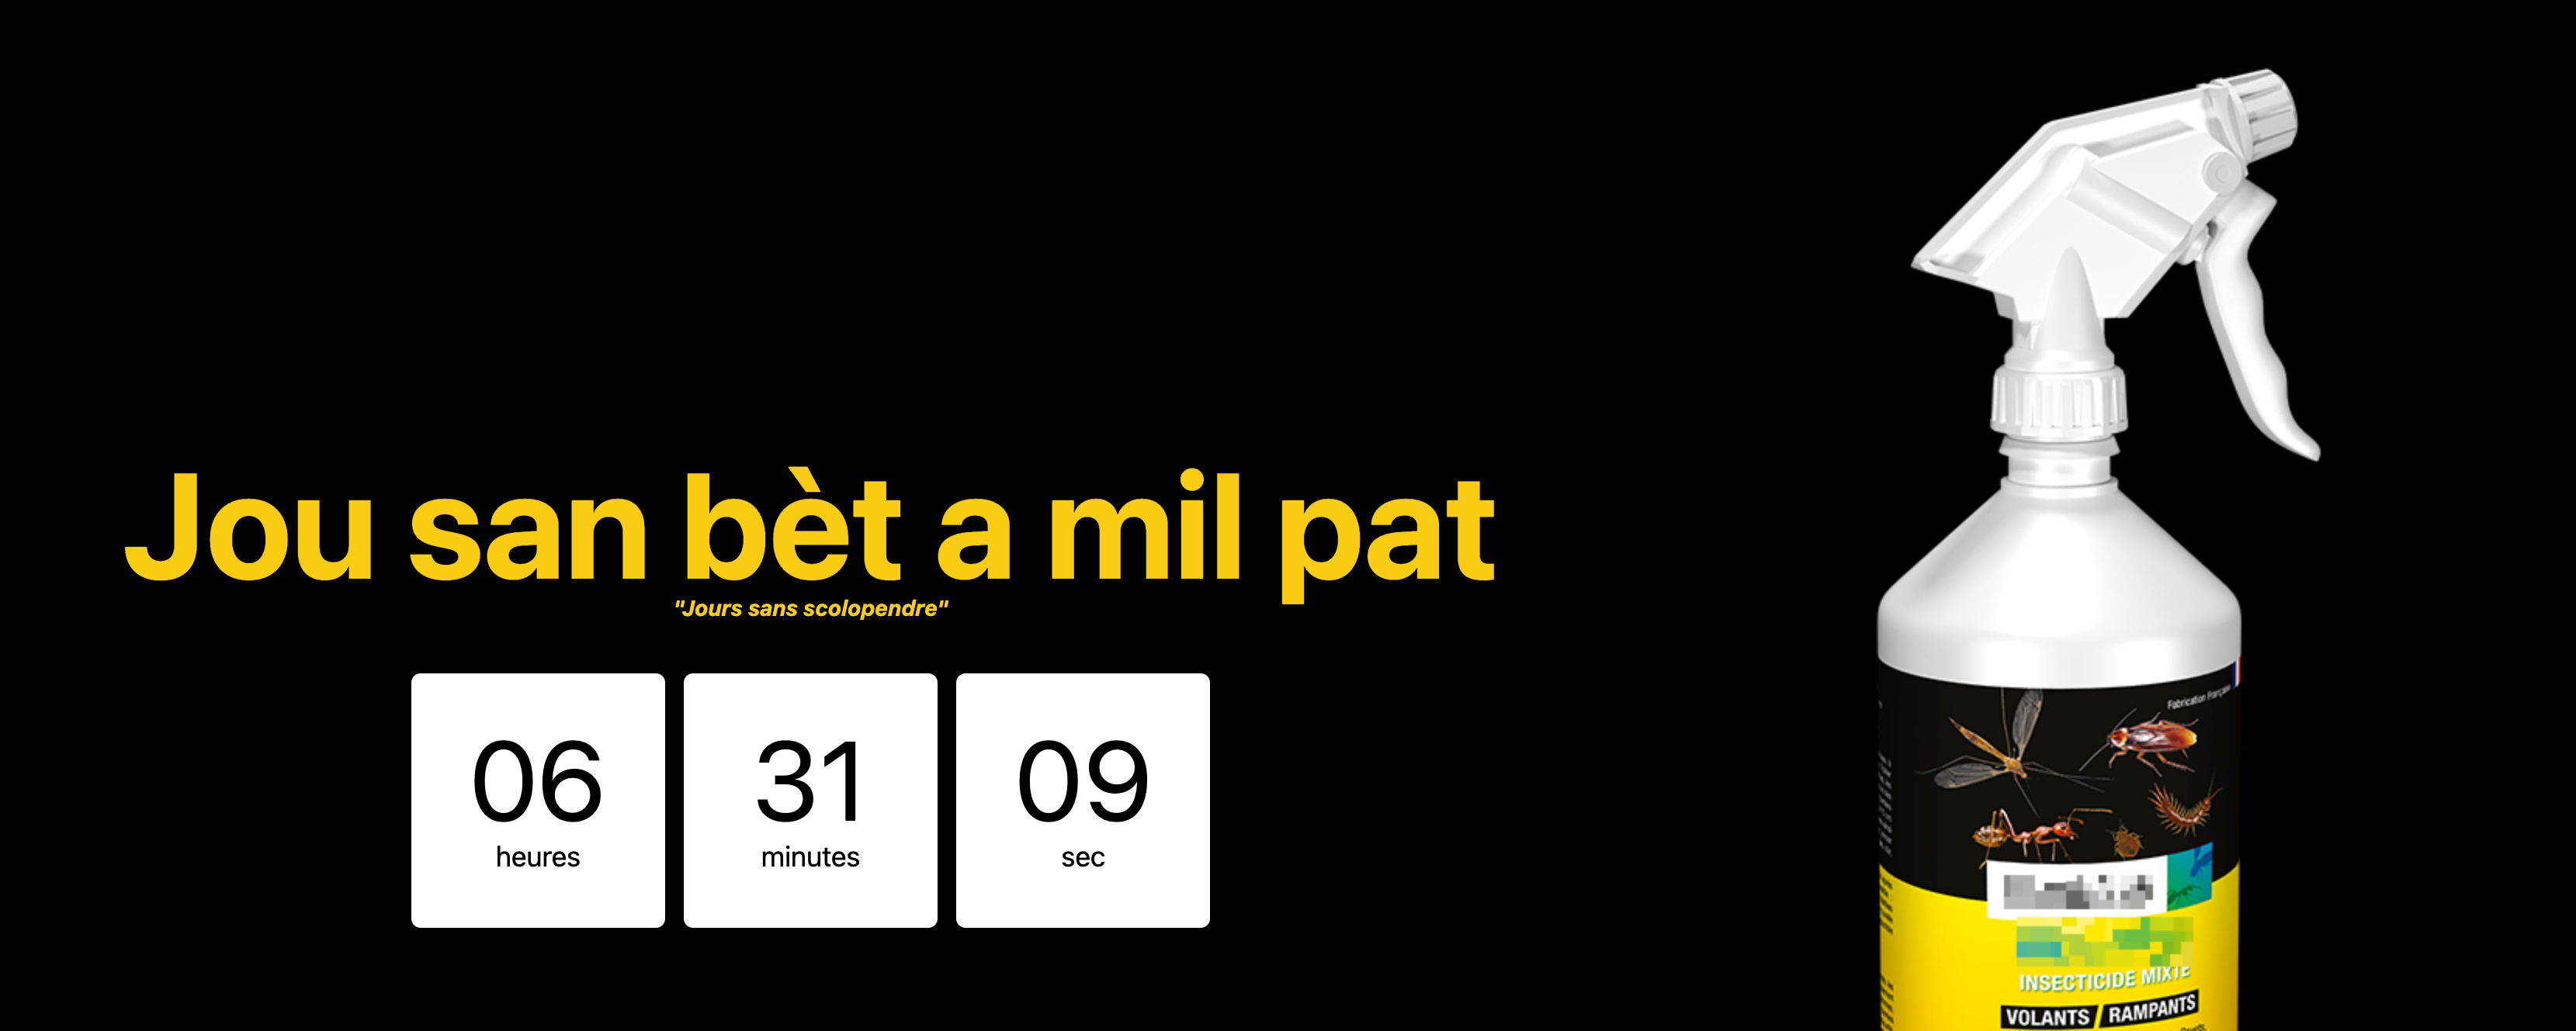 Jou san bèt a mil pat
"Jours sans scolopendre"
06
heures
31
minutes
09
sec
Fabrication Française
INSECTICIDE MIXTE
VOLANTS / RAMPANTS